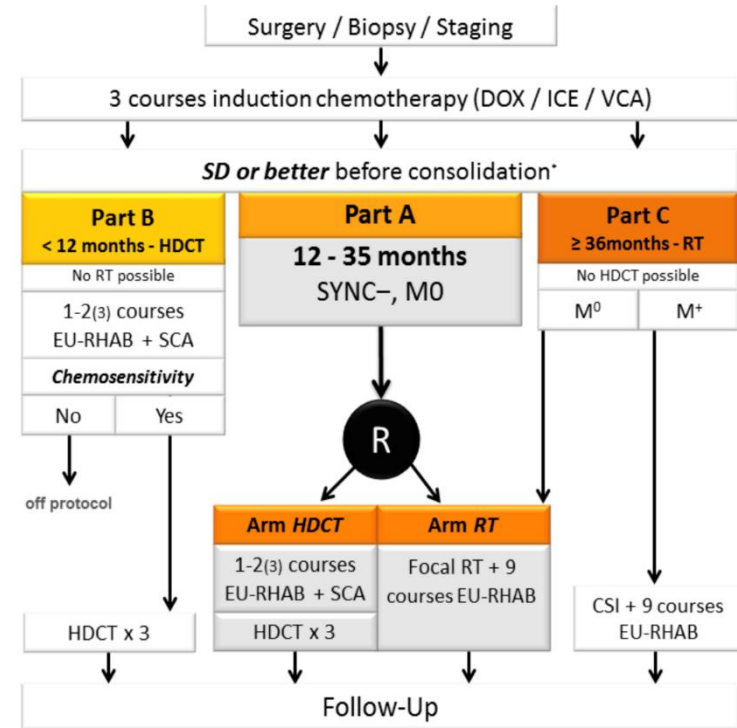 Surgery / Biopsy / Staging
3 courses induction chemotherapy (DOX / ICE / VCA)
SD or better before consolidation*
Part B
< 12 months - HDCT
No RT possible
1-2(3) courses
EU-RHAB + SCA
Chemosensitivity
No
Yes
off protocol
HDCT x 3
Part A
12 - 35 months
SYNC–, M0
R
Arm HDCT
1-2(3) courses
EU-RHAB + SCA
HDCT x 3
Arm RT
Focal RT + 9
courses EU-RHAB
Part C
≥ 36months - RT
No HDCT possible
M⁰
M⁺
CSI + 9 courses
EU-RHAB
Follow-Up